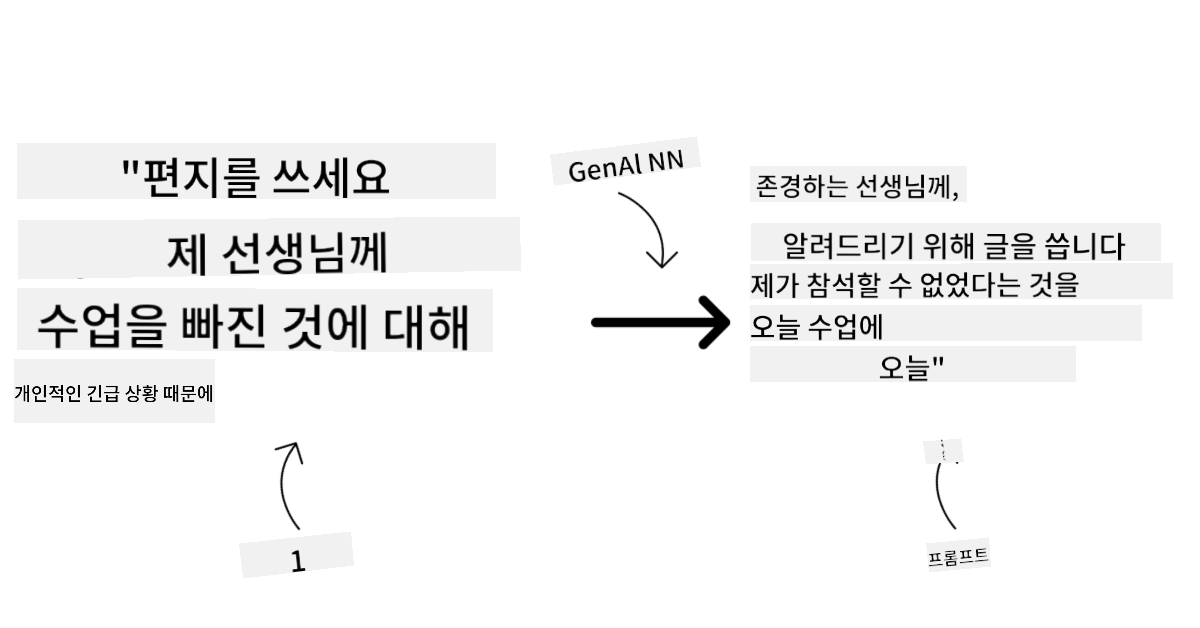 "편지를 쓰세요
제 선생님께
수업을 빠진 것에 대해
개인적인 긴급 상황 때문에
GenAl NN
존경하는 선생님께,
알려드리기 위해 글을 씁니다
제가 참석할 수 없었다는 것을
오늘 수업에
오늘"
1
프롬프트